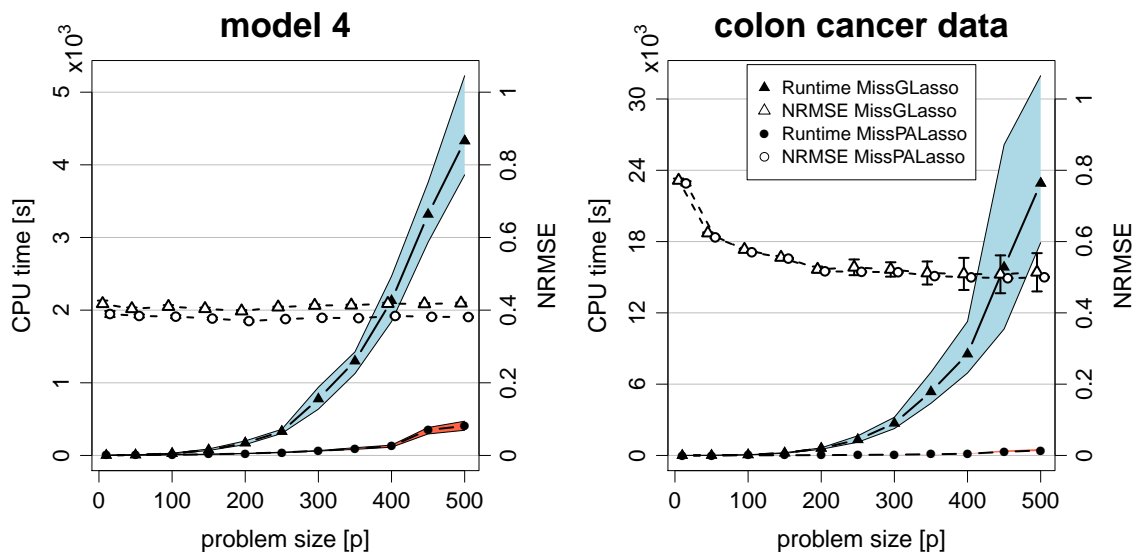 model 4
x10³
5
4
3
2
1
0
CPU time [s]
1
0.8
0.6
0.4
0.2
0
NRMSE
0 100 200 300 400 500
problem size [p]
colon cancer data
x10³
30
24
18
12
6
0
CPU time [s]
Runtime MissGLasso
NRMSE MissGLasso
Runtime MissPALasso
NRMSE MissPALasso
1
0.8
0.6
0.4
0.2
0
NRMSE
0 100 200 300 400 500
problem size [p]